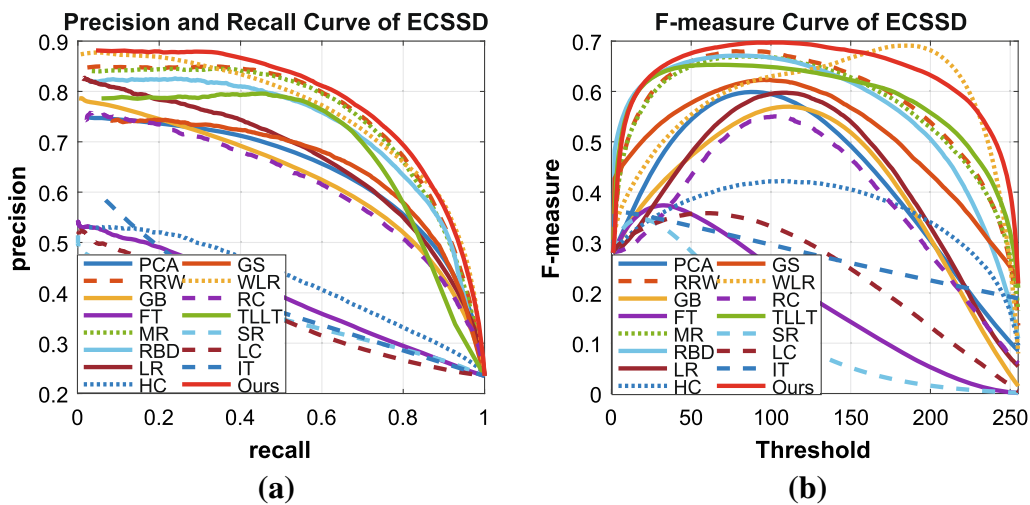 Precision and Recall Curve of ECSSD
0.9
0.8
0.7
0.6
0.5
0.4
0.3
0.2
precision
PCA GS
RRW WLR
GB RC
FT TLLT
MR SR
RBD LC
LR IT
HC Ours
0 0.2 0.4 0.6 0.8 1
recall
(a)
F-measure Curve of ECSSD
0.7
0.6
0.5
0.4
0.3
0.2
0.1
0
F-measure
PCA GS
RRW WLR
GB RC
FT TLLT
MR SR
RBD LC
LR IT
HC Ours
0 50 100 150 200 250
Threshold
(b)